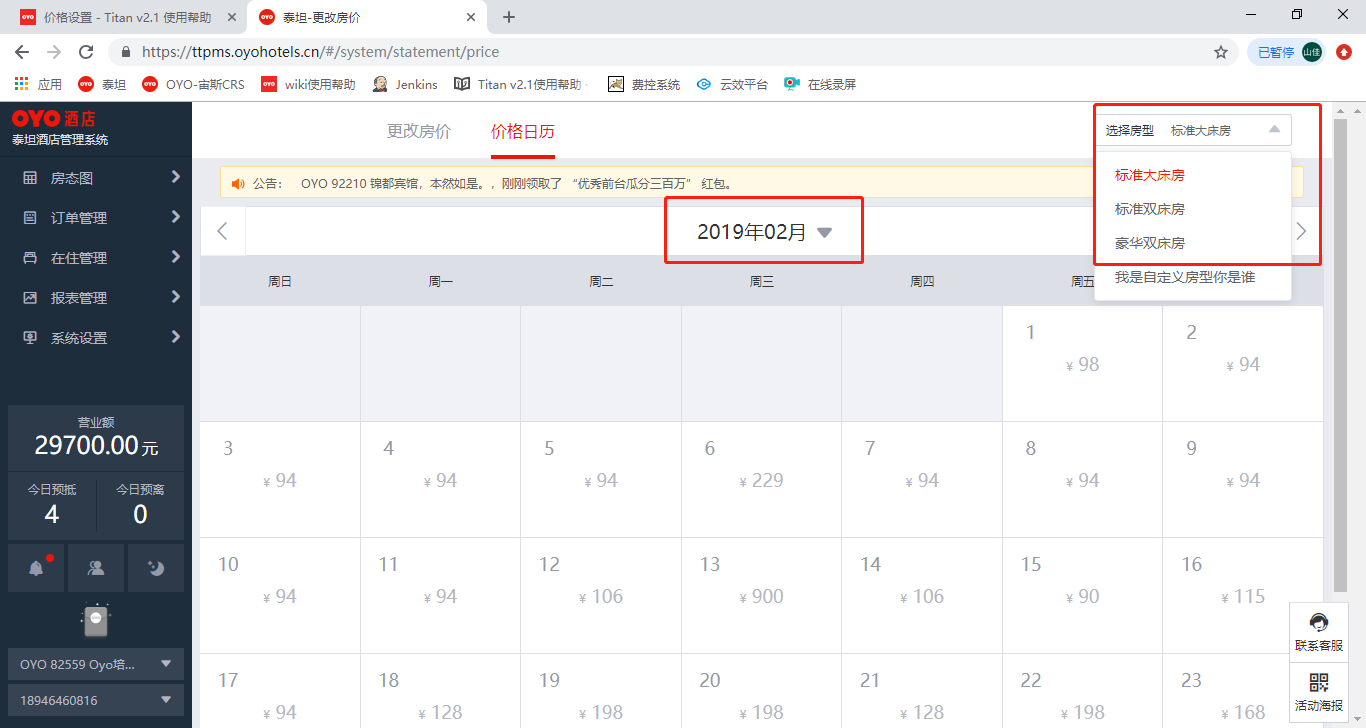 价格设置 - Titan v2.1 使用帮助
泰坦-更改房价
https://ttpms.oyohotels.cn/#/system/statement/price
已暂停
山佳
应用
泰坦
OYO-宙斯CRS
wiki使用帮助
Jenkins
Titan v2.1使用帮助
费控系统
云效平台
在线录屏
OYO 酒店
泰坦酒店管理系统
房态图
订单管理
在住管理
报表管理
系统设置
营业额
29700.00 元
今日预抵
今日预离
4
0
OYO 82559 Oyo培...
18946460816
更改房价
价格日历
选择房型 标准大床房
标准大床房
标准双床房
豪华双床房
我是自定义房型你是谁
公告： OYO 92210 锦都宾馆，本然如是。，刚刚领取了 “优秀前台瓜分三百万” 红包。
2019年02月
周日 周一 周二 周三 周四 周五
1 2
¥ 98 ¥ 94
3 4 5 6 7 8 9
¥ 94 ¥ 94 ¥ 94 ¥ 229 ¥ 94 ¥ 94 ¥ 94
10 11 12 13 14 15 16
¥ 94 ¥ 94 ¥ 106 ¥ 900 ¥ 106 ¥ 90 ¥ 115
17 18 19 20 21 22 23
¥ 94 ¥ 128 ¥ 198 ¥ 198 ¥ 128 ¥ 198 ¥ 168
联系客服
活动海报